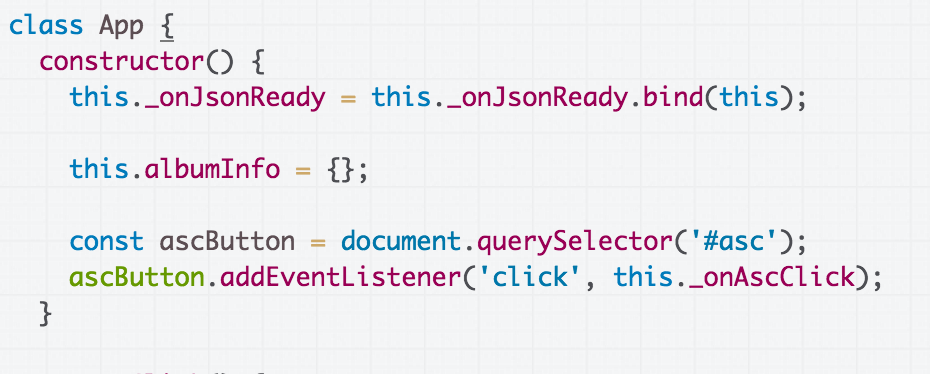 class App {
constructor() {
this._onJsonReady = this._onJsonReady.bind(this);
this.albumInfo = {};
const ascButton = document.querySelector('#asc');
ascButton.addEventListener('click', this._onAscClick);
}